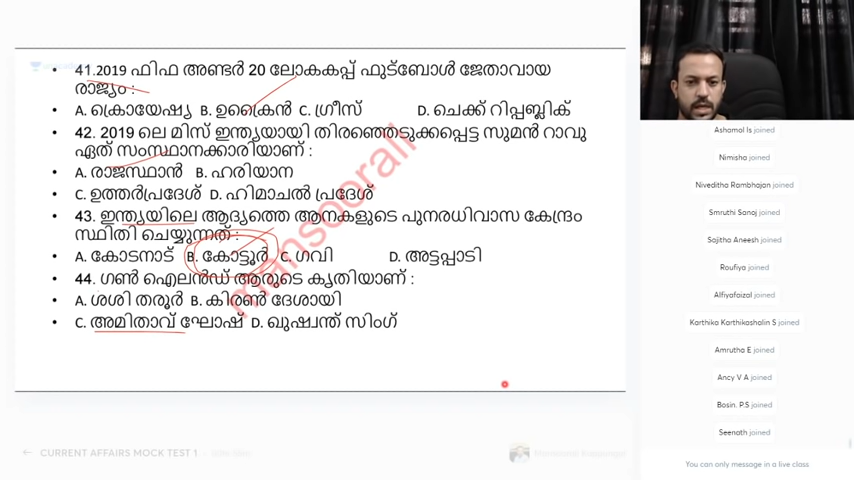 41.2019 ഫിഫ അണ്ടർ 20 ലോകകപ്പ് ഫുട്ബോൾ ജേതാവായ
രാജ്യം :
A. ക്രൊയേഷ്യ B. ഉക്രൈൻ C. ഗ്രീസ് D. ചെക്ക് റിപ്പബ്ലിക്
42. 2019 ലെ മിസ് ഇന്ത്യയായി തിരഞ്ഞെടുക്കപ്പെട്ട സുമൻ റാവു
ഏത് സംസ്ഥാനക്കാരിയാണ് :
A. രാജസ്ഥാൻ B. ഹരിയാന
C. ഉത്തർപ്രദേശ് D. ഹിമാചൽ പ്രദേശ്
43. ഇന്ത്യയിലെ ആദ്യത്തെ ആനകളുടെ പുനരധിവാസ കേന്ദ്രം
സ്ഥിതി ചെയ്യുന്നത് :
A. കോടനാട് B. കോട്ടൂർ C. ഗവി D. അട്ടപ്പാടി
44. ഗൺ ഐലൻഡ് ആരുടെ കൃതിയാണ് :
A. ശശി തരൂർ B. കിരൺ ദേശായി
C. അമിതാവ് ഘോഷ് D. ഖുഷ്വന്ത് സിംഗ്
mansoorali
CURRENT AFFAIRS MOCK TEST 1
Ashamol ls joined
Nimisha joined
Niveditha Rambhajan joined
Smruthi Sanoj joined
Sajitha Aneesh joined
Roufiya joined
Alfiyafaizal joined
Karthika Karthikashalin S joined
Amrutha E joined
Ancy V A joined
Bosin. P.S joined
Seenath joined
You can only message in a live class